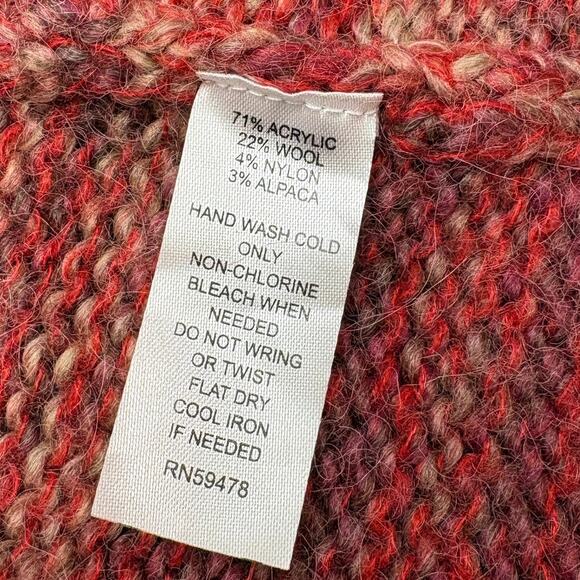 71% ACRYLIC
22% WOOL
4% NYLON
3% ALPACA
HAND WASH COLD
ONLY
NON-CHLORINE
BLEACH WHEN
NEEDED
DO NOT WRING
OR TWIST
FLAT DRY
COOL IRON
IF NEEDED
RN59478